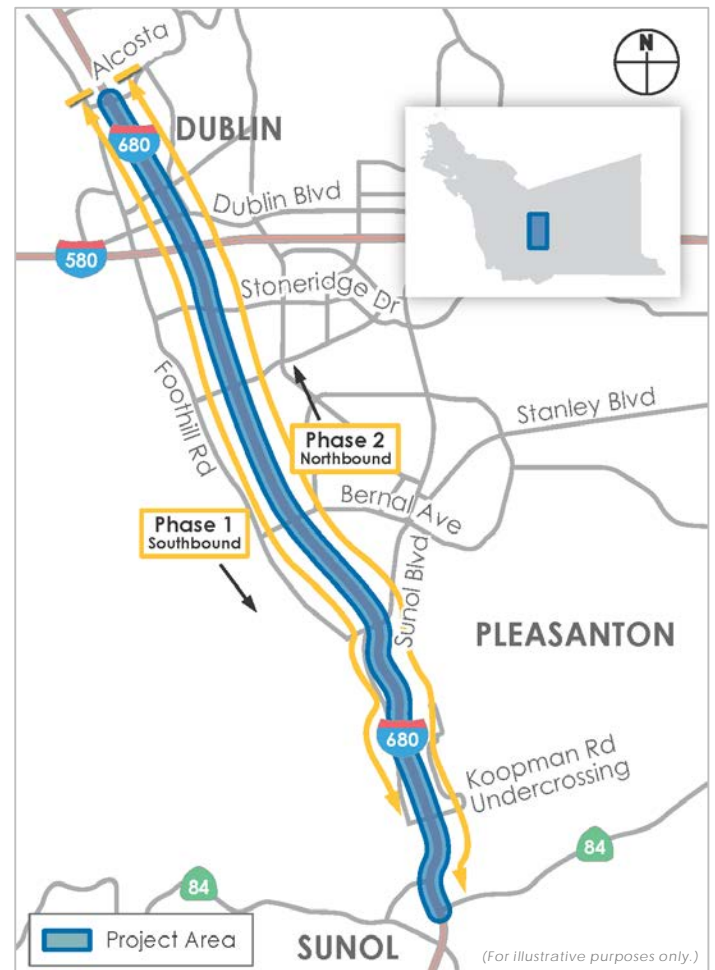 Alcosta
N
DUBLIN
680
Dublin Blvd
580
Stoneridge Dr
Foothill Rd
Stanley Blvd
Phase 2
Northbound
Bernal Ave
Phase 1
Southbound
Sunol Blvd
PLEASANTON
680
Koopman Rd
Undercrossing
84
84
Project Area
SUNOL
(For illustrative purposes only.)